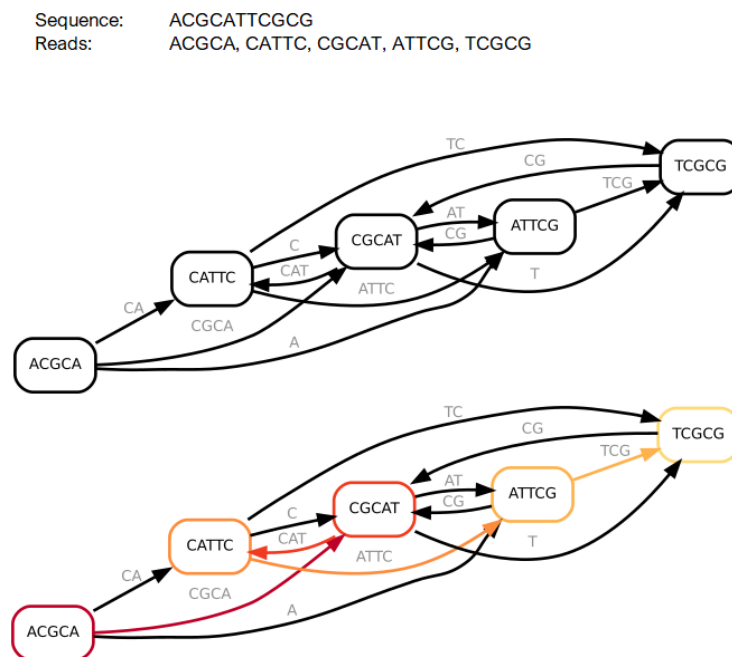 Sequence: ACGCATTCGCG
Reads: ACGCA, CATTC, CGCAT, ATTCG, TCGCG
TC
CG
TCGCG
TCG
AT
ATTCG
CGCAT
CG
C
CATTC
CAT
ATTC
T
CA
CGCA
A
ACGCA
TC
CG
TCGCG
TCG
AT
ATTCG
CGCAT
CG
C
CATTC
CAT
ATTC
T
CA
CGCA
A
ACGCA